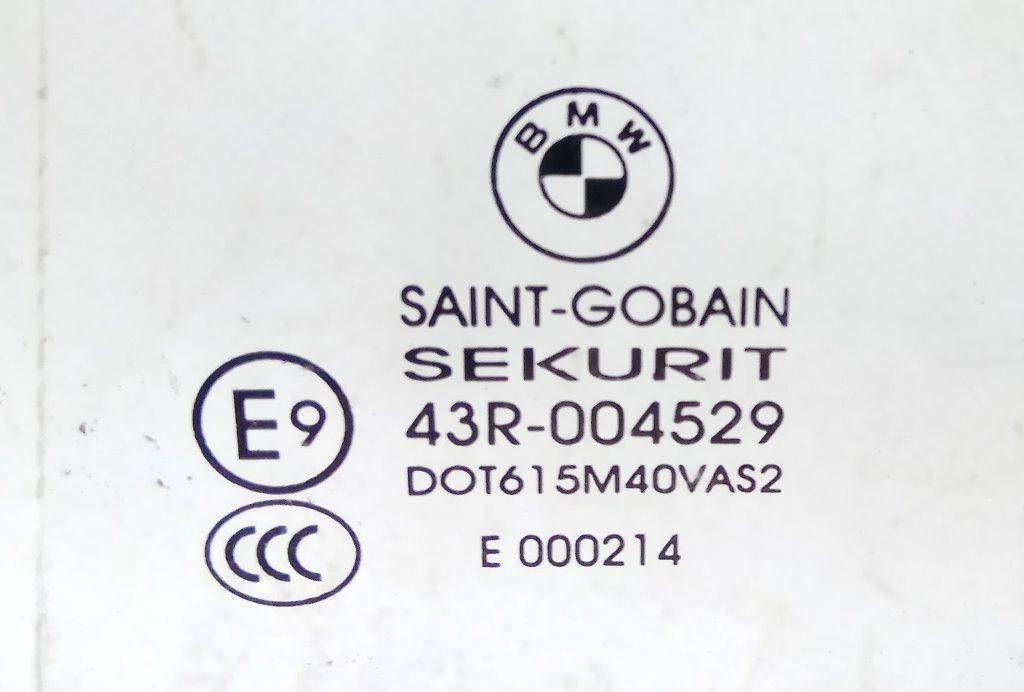 BMW
SAINT-GOBAIN
SEKURIT
E9
43R-004529
DOT615M40VAS2
CCC
E 000214